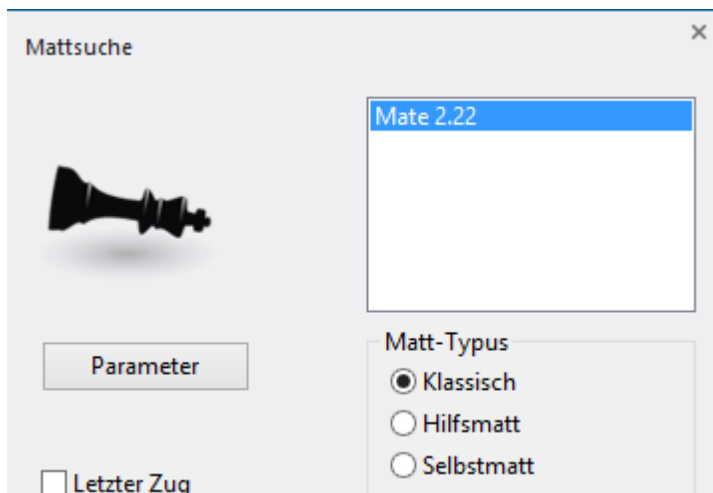 Mattsuche
Mate 2.22
Parameter
Matt-Typus
Klassisch
Hilfsmatt
Selbstmatt
Letzter Zug